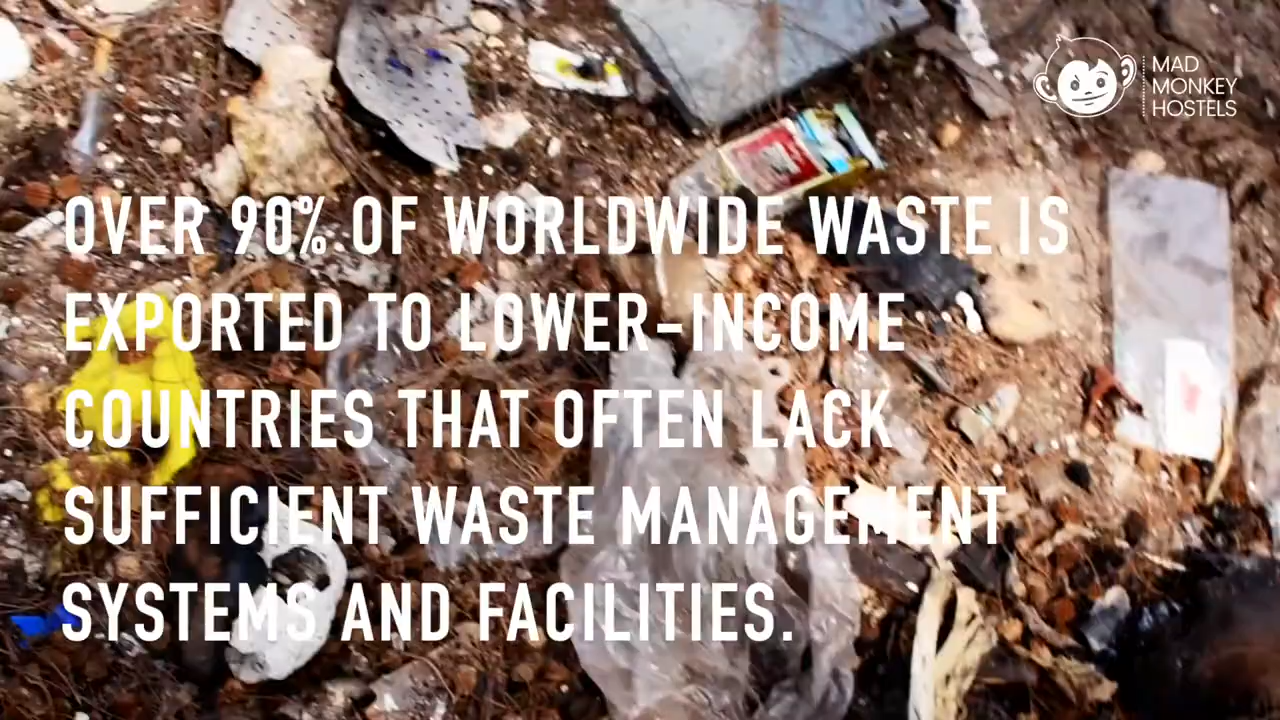 MAD
MONKEY
HOSTELS
OVER 90% OF WORLDWIDE WASTE IS
EXPORTED TO LOWER-INCOME
COUNTRIES THAT OFTEN LACK
SUFFICIENT WASTE MANAGEMENT
SYSTEMS AND FACILITIES.